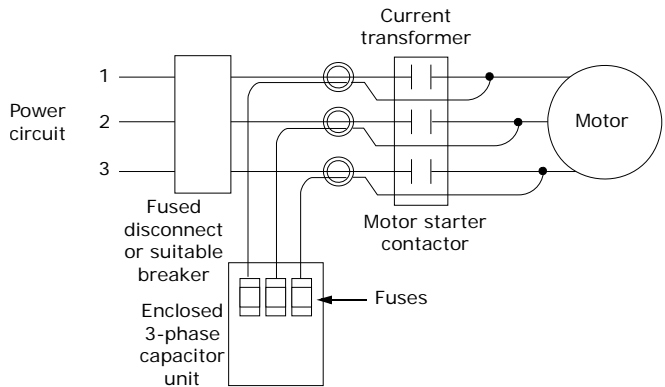 Current
transformer
1
Power
circuit
2
3
Motor
Fused
disconnect
or suitable
breaker
Motor starter
contactor
Enclosed
3-phase
capacitor
unit
Fuses